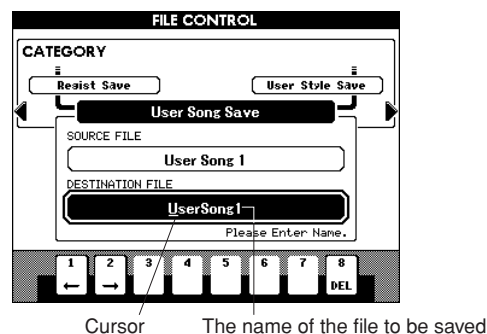 FILE CONTROL
CATEGORY
Regist Save
User Style Save
User Song Save
SOURCE FILE
User Song 1
DESTINATION FILE
UserSong1
Please Enter Name.
1 2 3 4 5 6 7 8
← → DEL
Cursor The name of the file to be saved